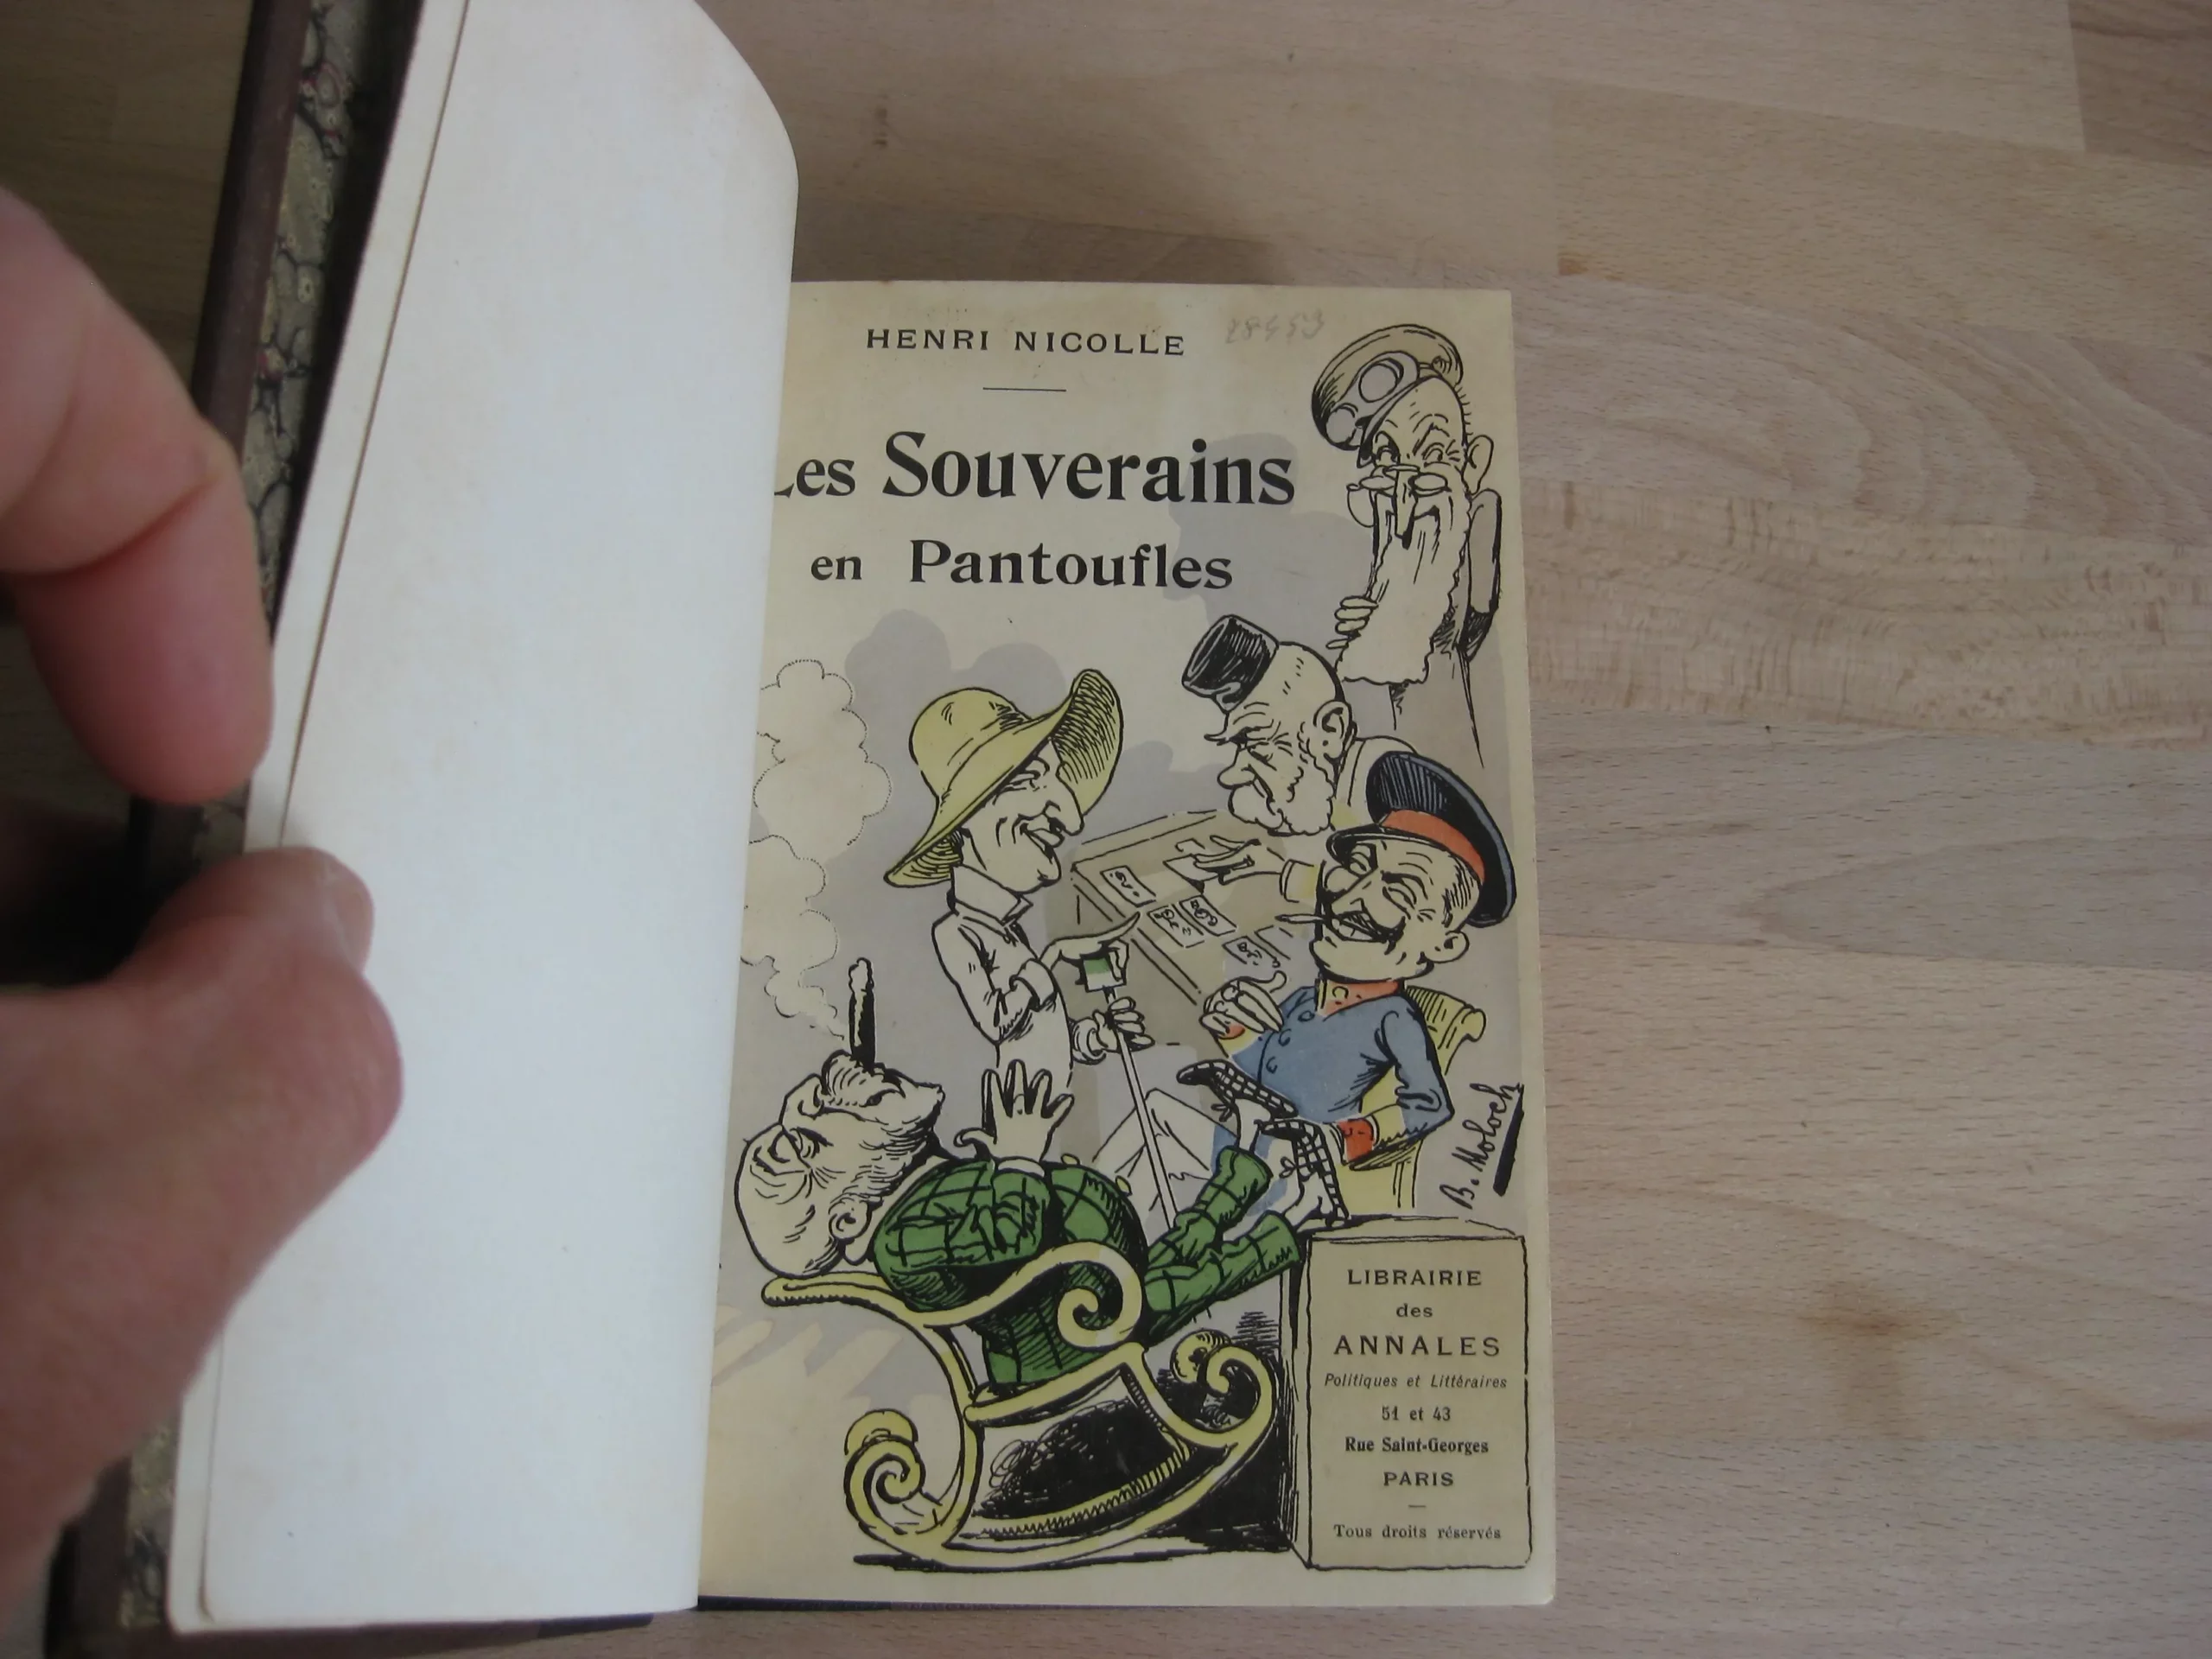 HENRI NICOLLE
Les Souverains
en Pantoufles
B. Moloch
LIBRAIRIE
des
ANNALES
Politiques et Littéraires
51 et 43
Rue Saint-Georges
PARIS
Tous droits réservés